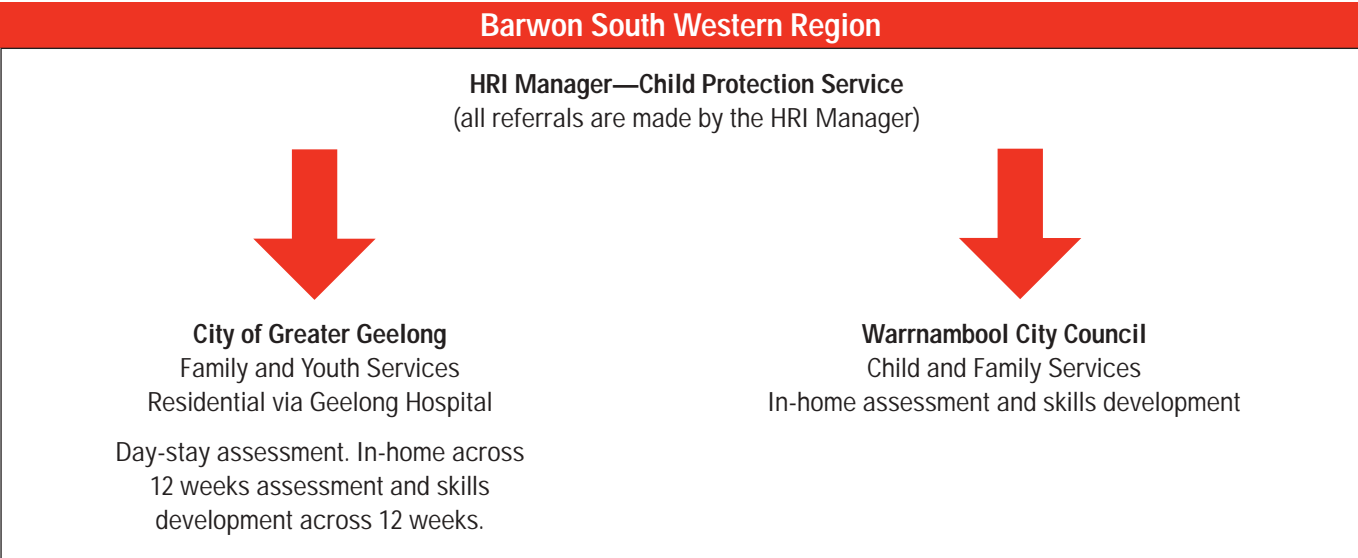 Barwon South Western Region
HRI Manager—Child Protection Service
(all referrals are made by the HRI Manager)
City of Greater Geelong
Family and Youth Services
Residential via Geelong Hospital
Day-stay assessment. In-home across
12 weeks assessment and skills
development across 12 weeks.
Warrnambool City Council
Child and Family Services
In-home assessment and skills development